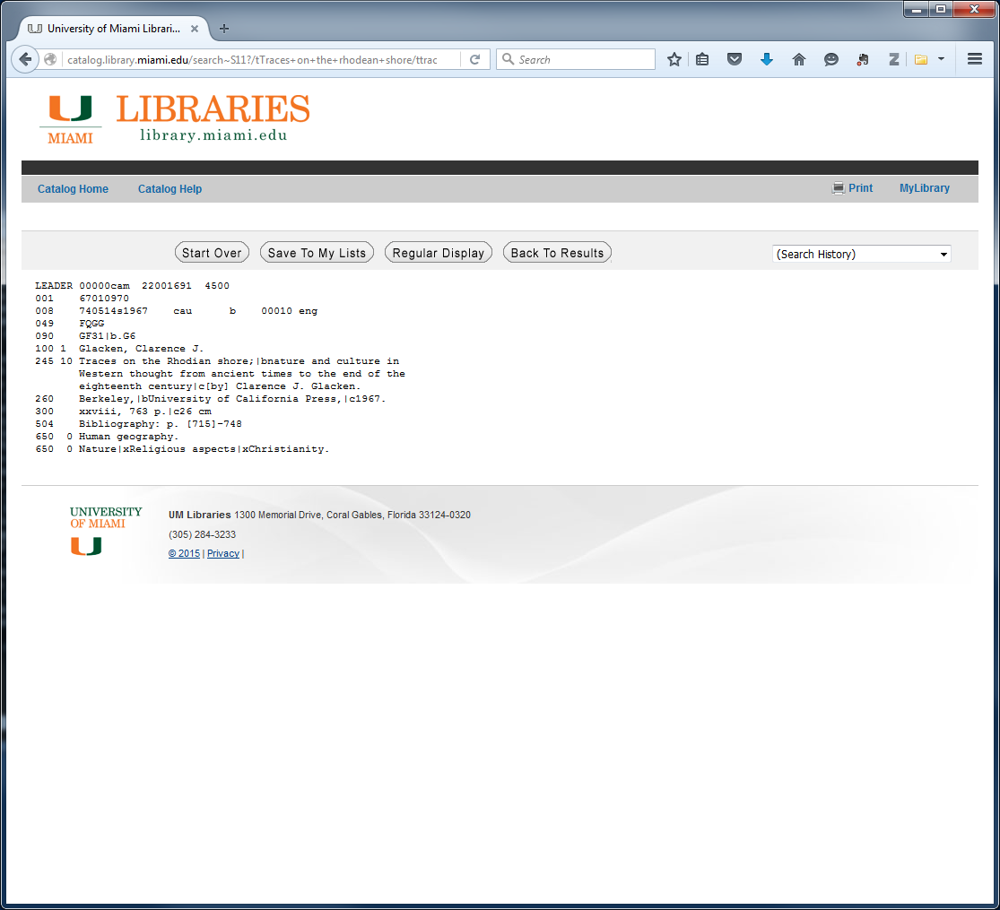 University of Miami Librari...
catalog.library.miami.edu/search~S11?/tTraces+on+the+rhodean+shore/ttrac
Search
U LIBRARIES
MIAMI library.miami.edu
Catalog Home Catalog Help Print MyLibrary
Start Over Save To My Lists Regular Display Back To Results (Search History)
LEADER 00000cam  22001691  4500
001    67010970
008    740514s1967    cau      b    00010 eng
049    FQGG
090    GF31|b.G6
100 1  Glacken, Clarence J.
245 10 Traces on the Rhodian shore;|bnature and culture in
Western thought from ancient times to the end of the
eighteenth century|c[by] Clarence J. Glacken.
260    Berkeley,|bUniversity of California Press,|c1967.
300    xxviii, 763 p.|c26 cm
504    Bibliography: p. [715]-748
650  0 Human geography.
650  0 Nature|xReligious aspects|xChristianity.
UNIVERSITY
OF MIAMI
U
UM Libraries 1300 Memorial Drive, Coral Gables, Florida 33124-0320
(305) 284-3233
© 2015 | Privacy |